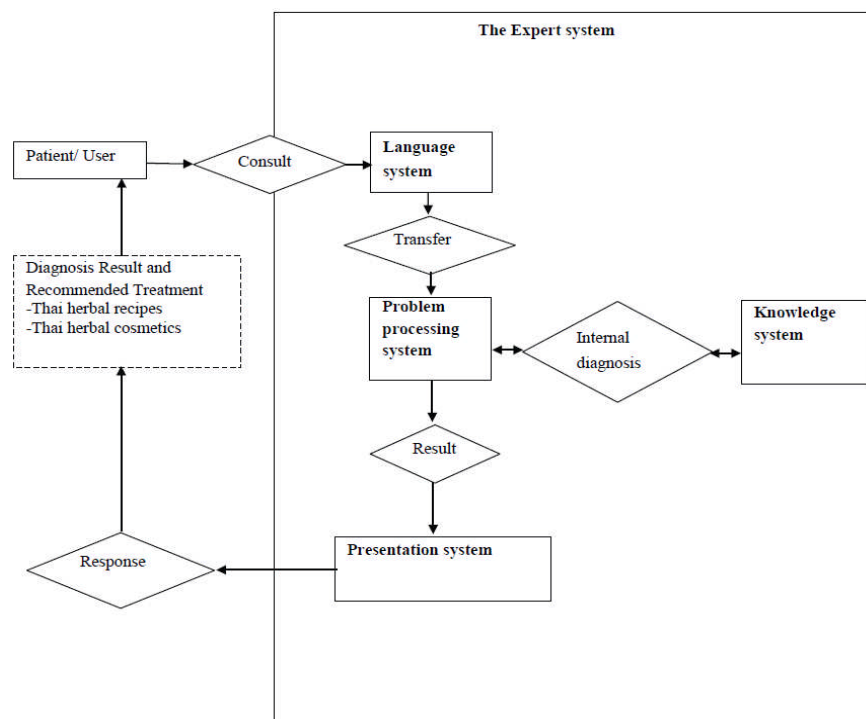 The Expert system
Patient/ User
Consult
Language
system
Transfer
Diagnosis Result and
Recommended Treatment
-Thai herbal recipes
-Thai herbal cosmetics
Problem
processing
system
Internal
diagnosis
Knowledge
system
Result
Presentation system
Response